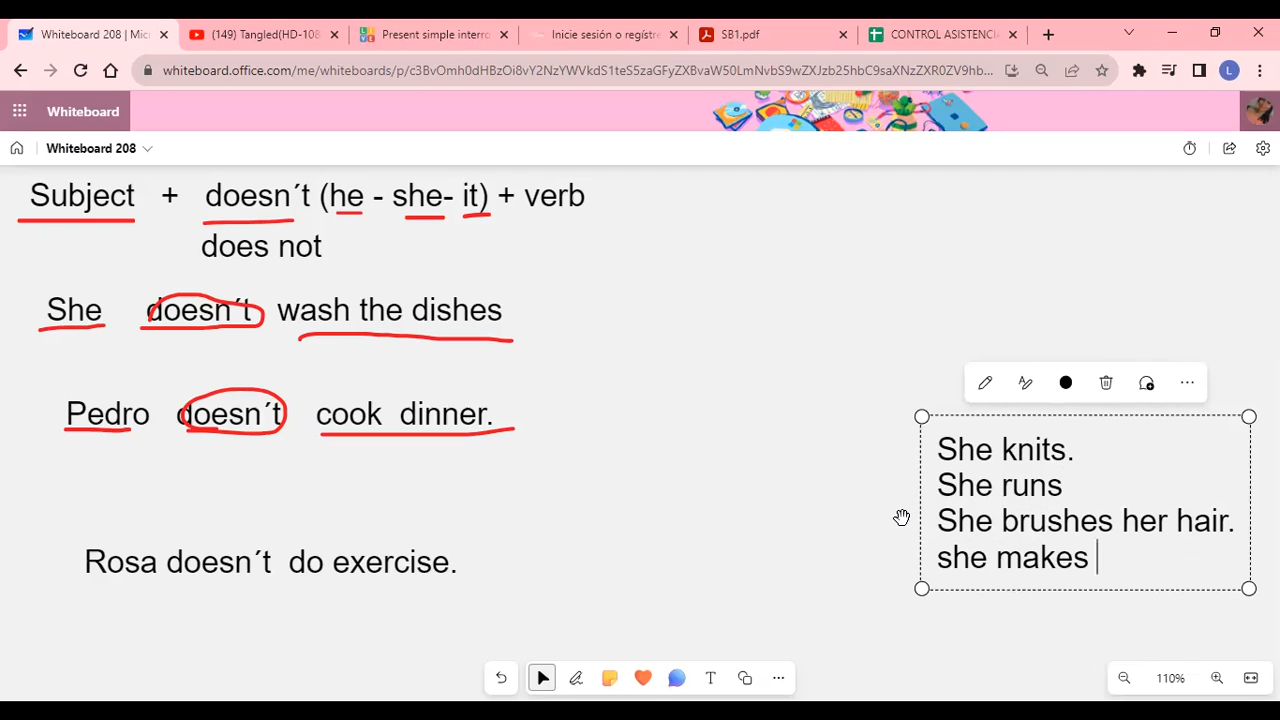 Whiteboard 208 | Mic
(149) Tangled(HD-108
Present simple interro
Inicie sesión o regístre
SB1.pdf
CONTROL ASISTENCI
whiteboard.office.com/me/whiteboards/p/c3BvOmh0dHBzOi8vY2NzYWVkdS1teS5zaGFyZXBvaW50LmNvbS9wZXJzb25hbC9saXNzZXR0ZV9hb...
L
Whiteboard
Whiteboard 208
Subject + doesn´t (he - she- it) + verb
does not
She doesn´t wash the dishes
Pedro doesn´t cook dinner.
She knits.
She runs
She brushes her hair.
she makes
Rosa doesn´t do exercise.
110%